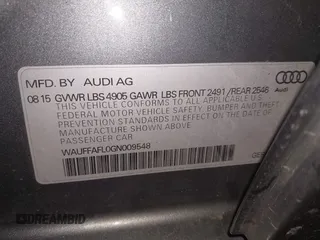 MFD. BY AUDI AG
08 15 GVWR LBS 4905 GAWR LBS FRONT 2491 /REAR 2546
THIS VEHICLE CONFORMS TO ALL APPLICABLE
FEDERAL MOTOR VEHICLE SAFETY, BUMPER AND THEFT
PREVENTION STANDARDS IN EFFECT ON THE DATE
OF MANUFACTURE SHOWN ABOVE
PASSENGER CAR
Audi
WAUFFAFL0GN009548
DREAMBID